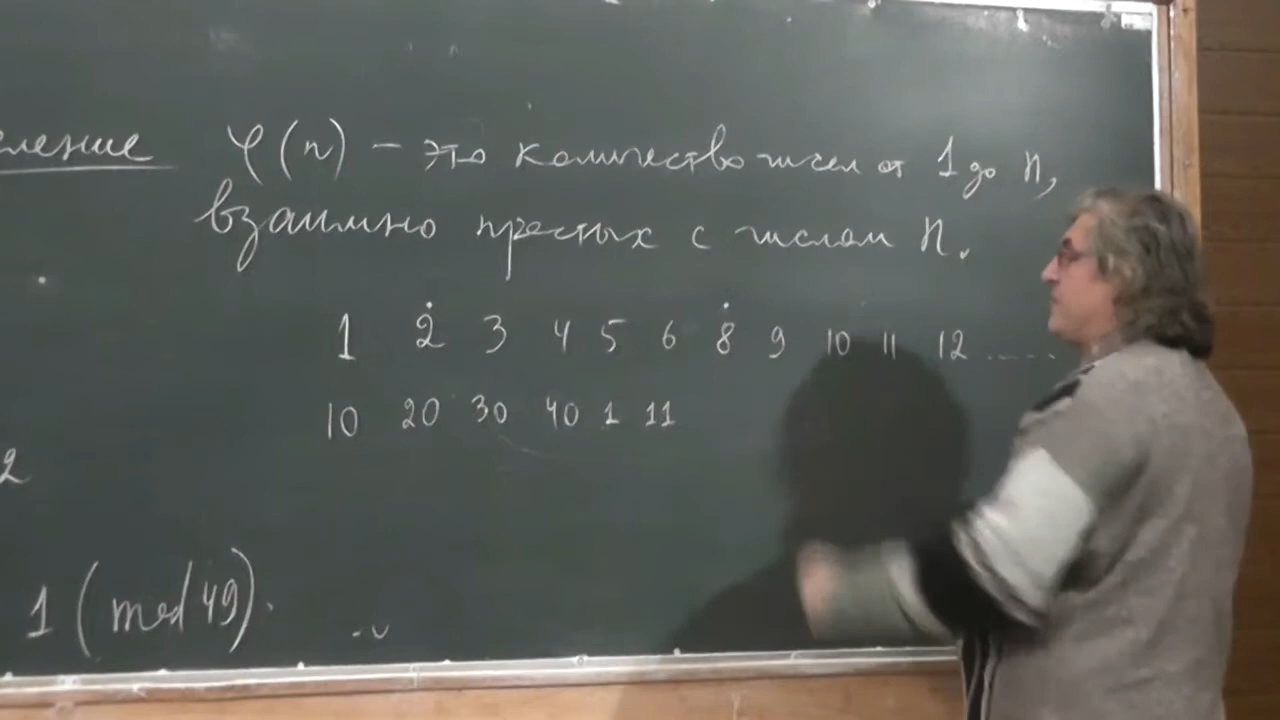 еление φ(n) – это количество чисел от 1 до n,
взаимно простых с числом n.
1 2 3 4 5 6 8 9 10 11 12 .....
10 20 30 40 1 11
2
1 (mod 49).